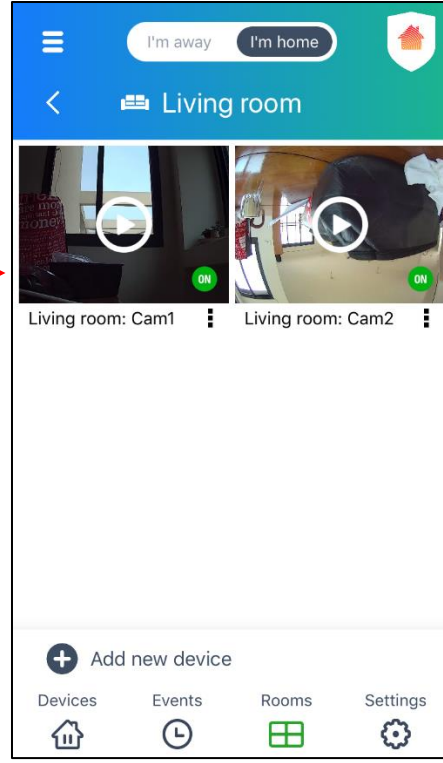 I'm away
I'm home
Living room
money
ON
ON
Living room: Cam1
Living room: Cam2
Add new device
Devices
Events
Rooms
Settings